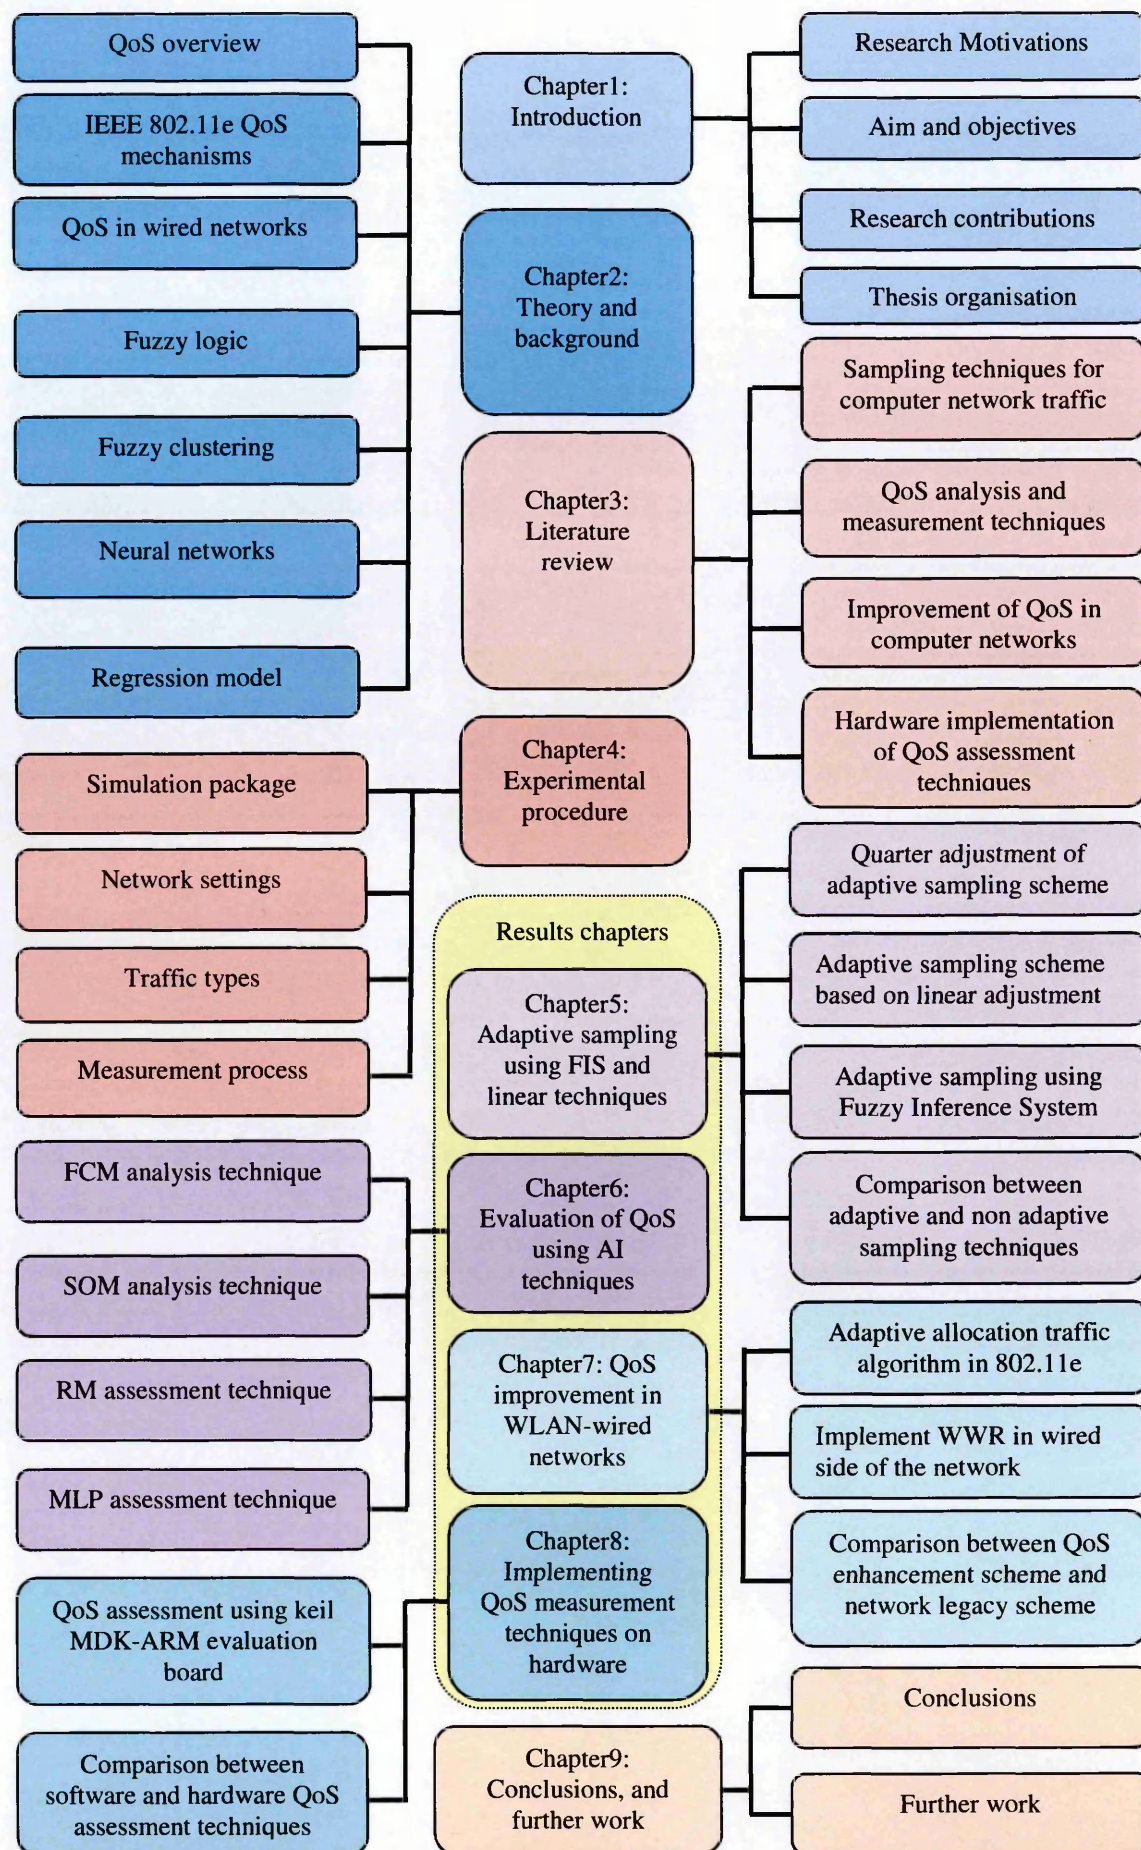 Chapter1:
Introduction
Research Motivations
Aim and objectives
Research contributions
Thesis organisation
Chapter2:
Theory and
background
QoS overview
IEEE 802.11e QoS
mechanisms
QoS in wired networks
Fuzzy logic
Fuzzy clustering
Neural networks
Regression model
Chapter3:
Literature
review
Sampling techniques for
computer network traffic
QoS analysis and
measurement techniques
Improvement of QoS in
computer networks
Hardware implementation
of QoS assessment
techniques
Chapter4:
Experimental
procedure
Simulation package
Network settings
Traffic types
Measurement process
Results chapters
Chapter5:
Adaptive sampling
using FIS and
linear techniques
Quarter adjustment of
adaptive sampling scheme
Adaptive sampling scheme
based on linear adjustment
Adaptive sampling using
Fuzzy Inference System
Comparison between
adaptive and non adaptive
sampling techniques
Chapter6:
Evaluation of QoS
using AI
techniques
FCM analysis technique
SOM analysis technique
RM assessment technique
MLP assessment technique
Chapter7: QoS
improvement in
WLAN-wired
networks
Adaptive allocation traffic
algorithm in 802.11e
Implement WWR in wired
side of the network
Comparison between QoS
enhancement scheme and
network legacy scheme
Chapter8:
Implementing
QoS measurement
techniques on
hardware
QoS assessment using keil
MDK-ARM evaluation
board
Comparison between
software and hardware QoS
assessment techniques
Chapter9:
Conclusions, and
further work
Conclusions
Further work